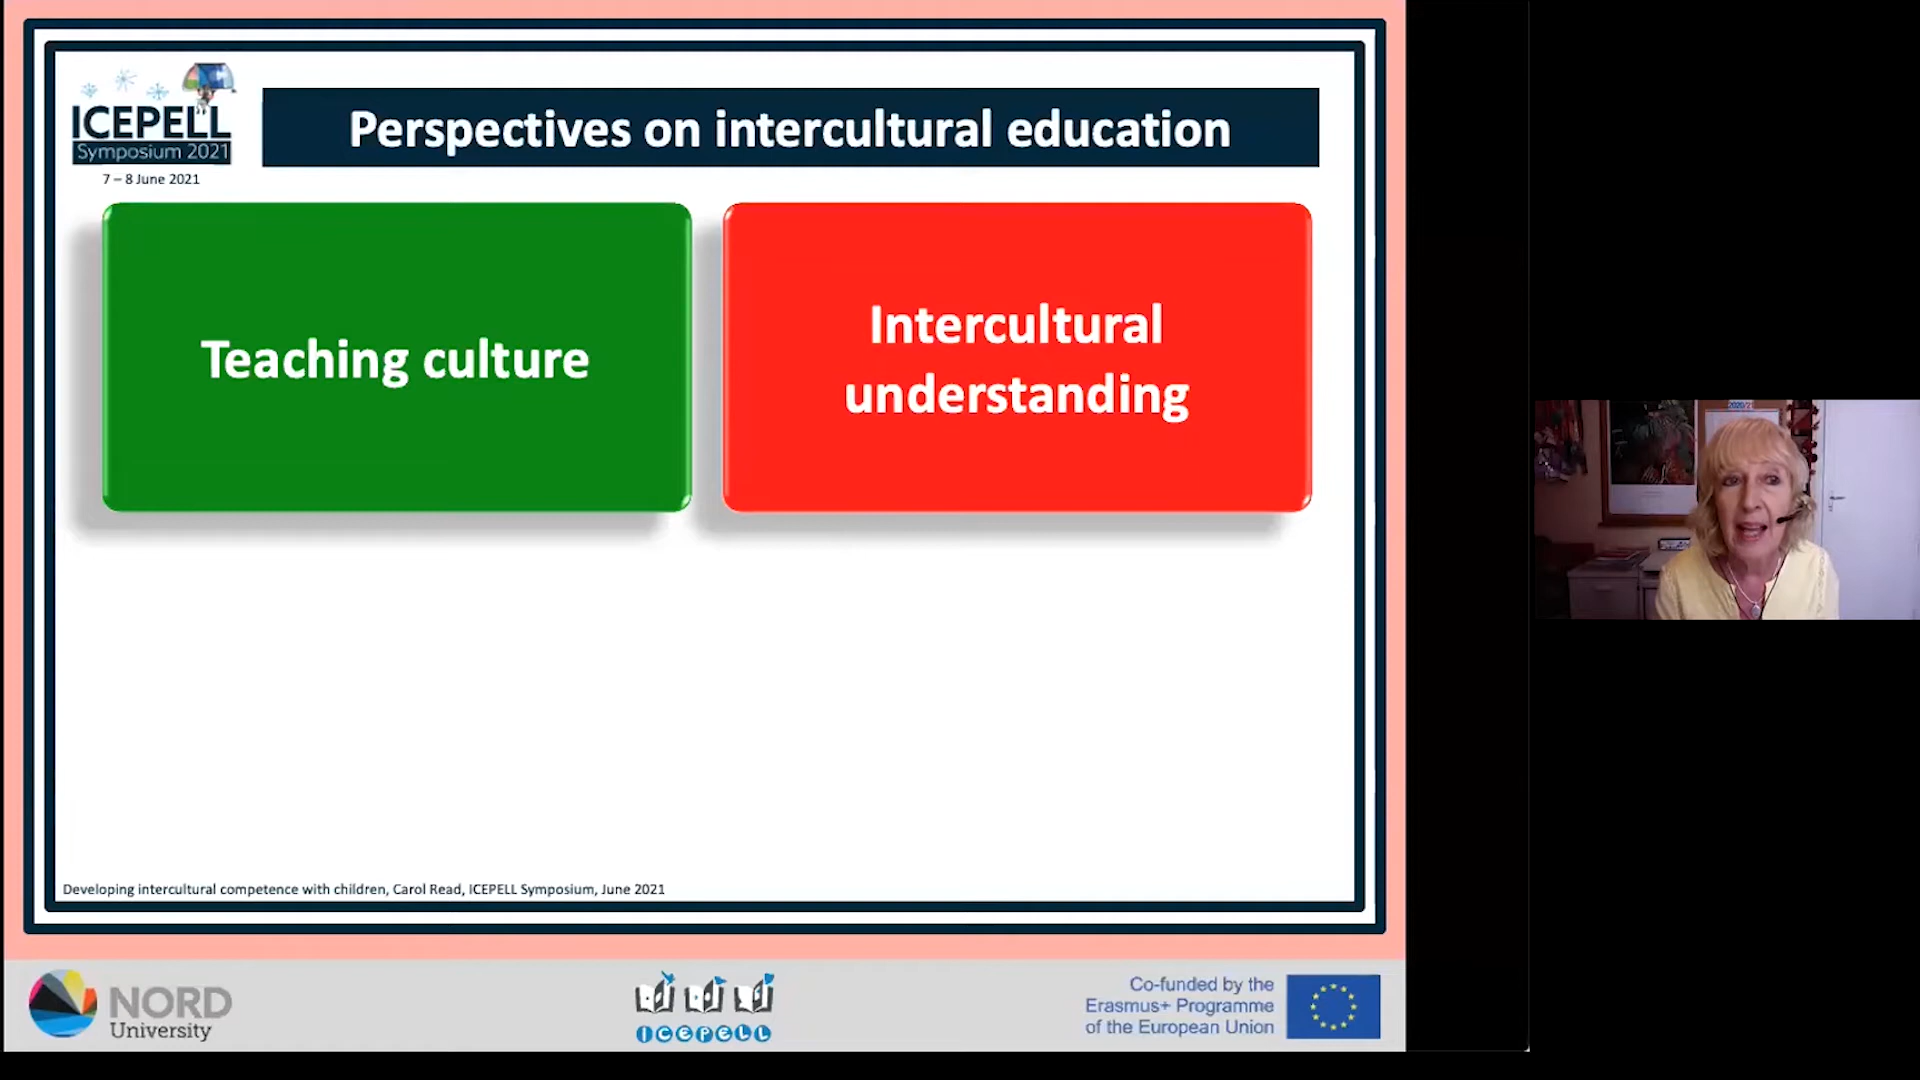 ICEPELL
Symposium 2021
7 – 8 June 2021
Perspectives on intercultural education
Teaching culture
Intercultural
understanding
Developing intercultural competence with children, Carol Read, ICEPELL Symposium, June 2021
NORD
University
ICEPELL
Co-funded by the
Erasmus+ Programme
of the European Union
2020/21